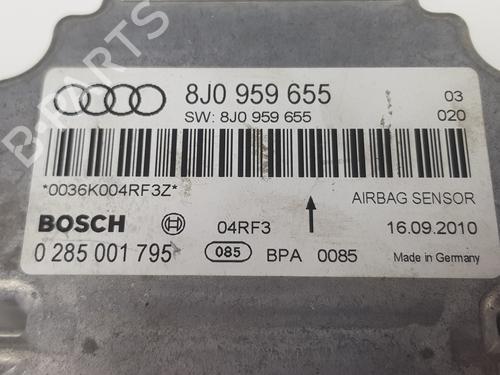 8J0 959 655 03
SW: 8J0 959 655 020
*0036K004RF3Z* AIRBAG SENSOR
BOSCH 04RF3 16.09.2010
0 285 001 795 085 BPA 0085 Made in Germany
B-PARTS